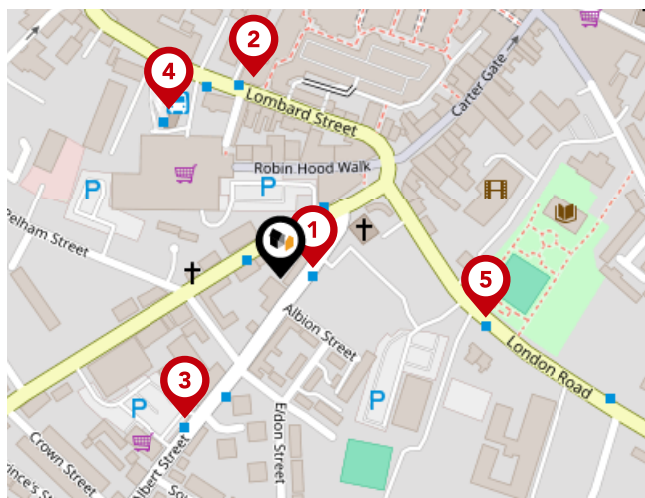 2
4
Lombard Street
Carter Gate
Robin Hood Walk
P
P
Pelham Street
1
5
Albion Street
London Road
3
P
P
Eldon Street
Crown Street
Albert Street